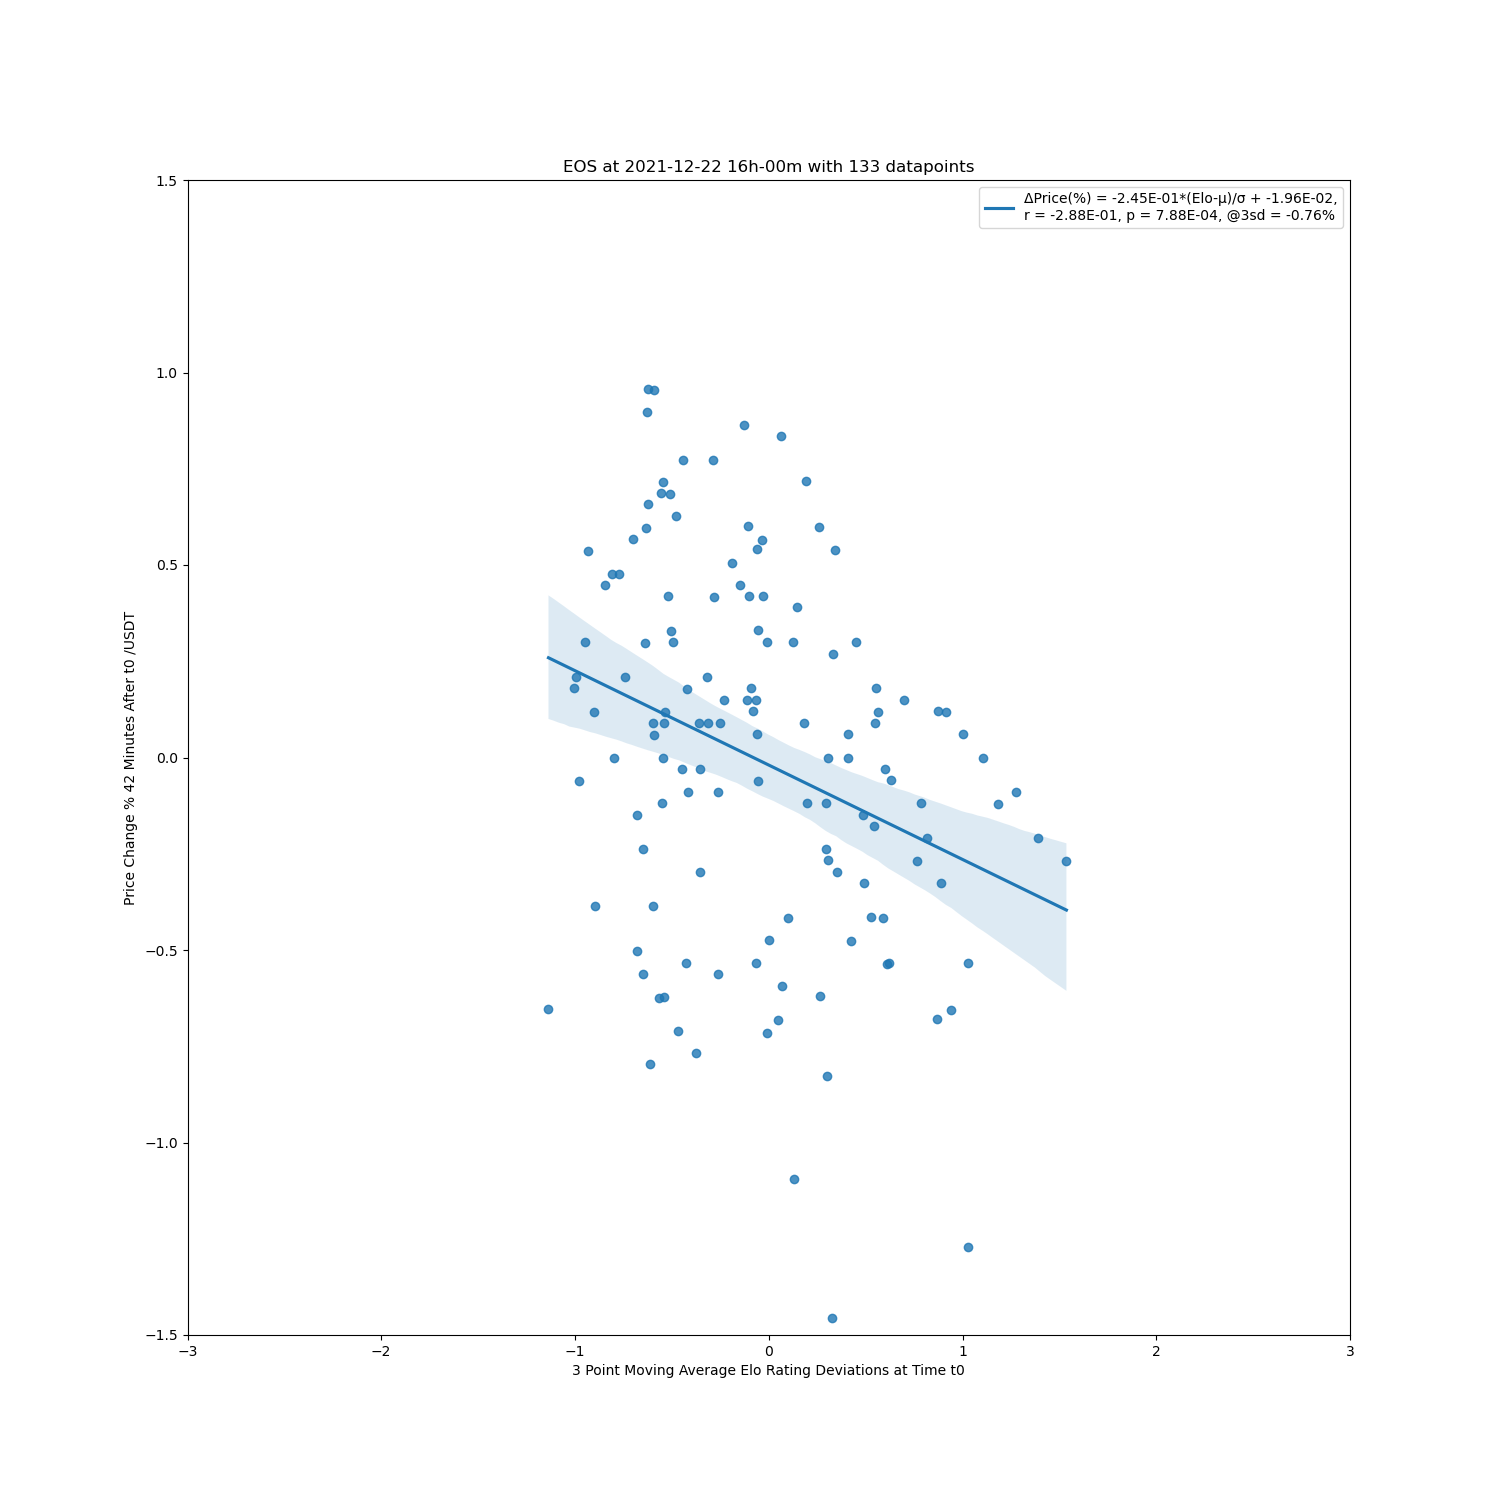 EOS at 2021-12-22 16h-00m with 133 datapoints
ΔPrice(%) = -2.45E-01*(Elo-μ)/σ + -1.96E-02,
r = -2.88E-01, p = 7.88E-04, @3sd = -0.76%
1.5
1.0
0.5
0.0
−0.5
−1.0
−1.5
Price Change % 42 Minutes After t0 /USDT
−3
−2
−1
0
1
2
3
3 Point Moving Average Elo Rating Deviations at Time t0